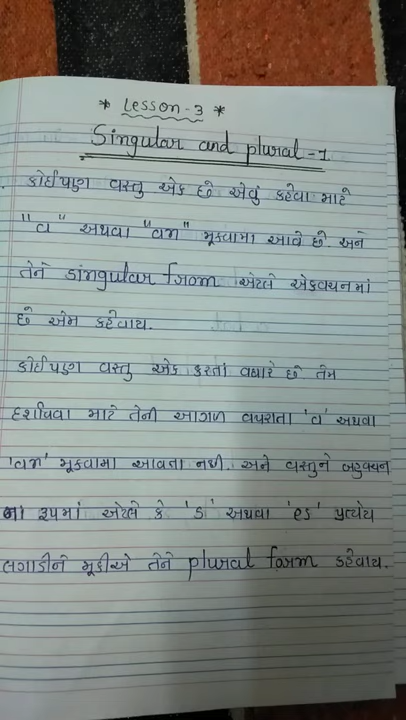 * Lesson - 3 *
Singular and plural - 1
કોઈપણ વસ્તુ એક છે એવું કહેવા માટે
"a" અથવા "an" મૂકવામા આવે છે. અને
તેને singular from એટલે એકવચનમાં
છે એમ કહેવાય.
કોઈપણ વસ્તુ એક કરતાં વધારે છે તેમ
દર્શાવવા માટે તેની આગળ વપરાતા 'a' અથવા
'an' મૂકવામા આવતા નથી. અને વસ્તુને બહુવચન
નાં રૂપમાં એટલે કે 's' અથવા 'es' પ્રત્યેય
લગાડીને મૂકીએ તેને plural form કહેવાય.